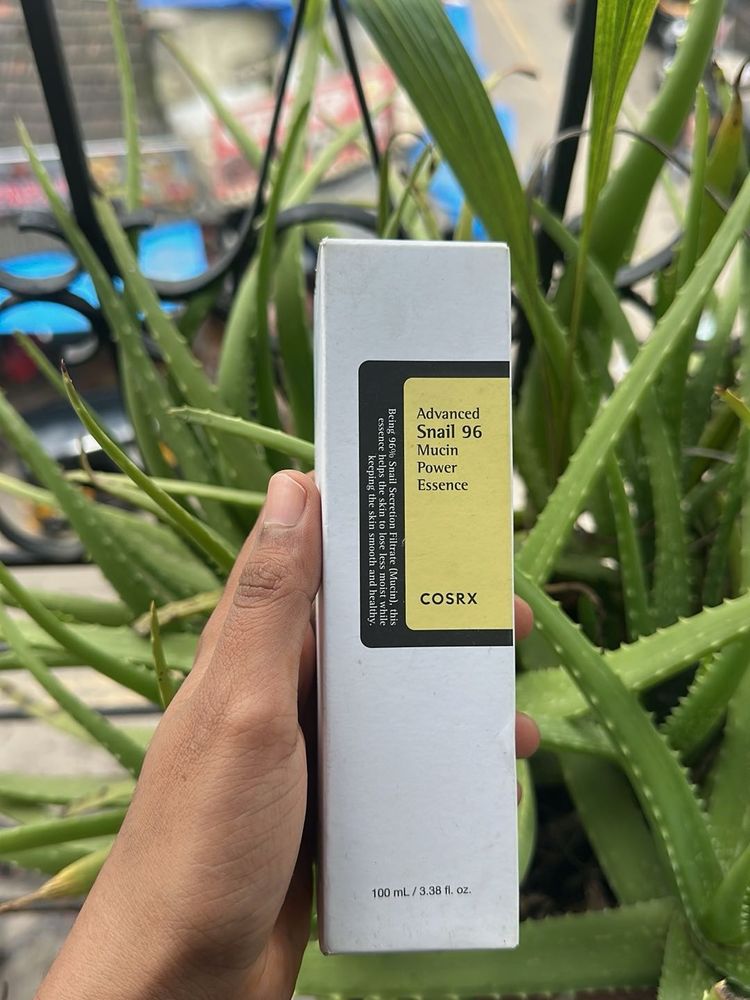 Advanced
Snail 96
Mucin
Power
Essence
COSRX
Being 96% Snail Secretion Filtrate (Mucin), this
essence helps the skin to lose less moist while
keeping the skin smooth and healthy.
100 mL / 3.38 fl. oz.